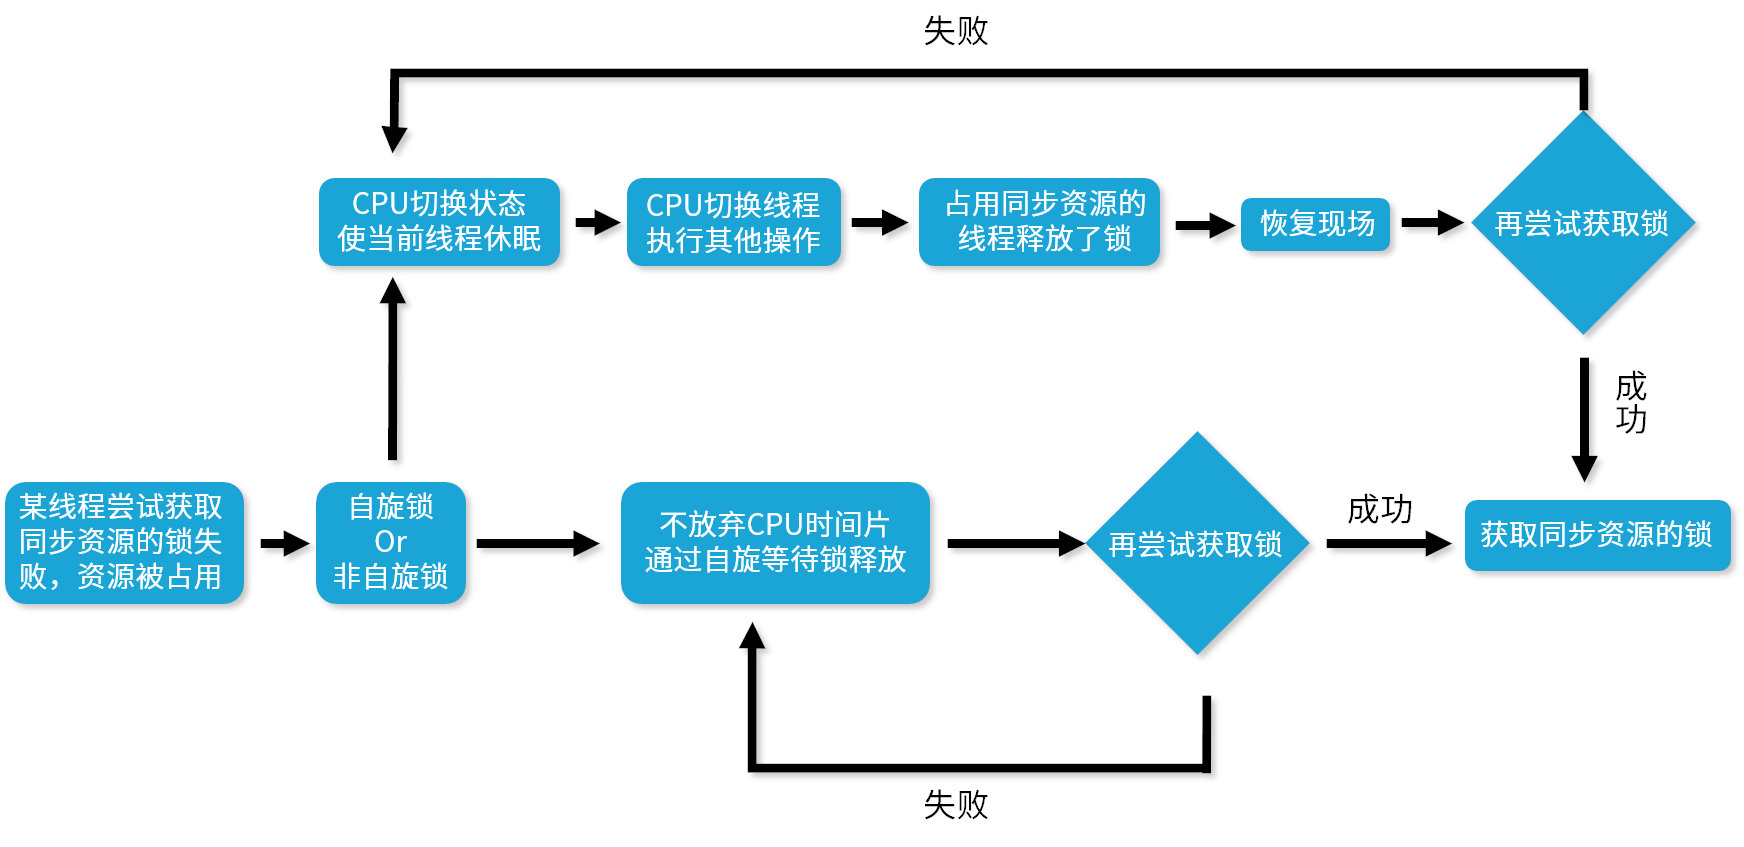 失败
CPU切换状态
使当前线程休眠
CPU切换线程
执行其他操作
占用同步资源的
线程释放了锁
恢复现场
再尝试获取锁
成
功
某线程尝试获取
同步资源的锁失
败，资源被占用
自旋锁
Or
非自旋锁
不放弃CPU时间片
通过自旋等待锁释放
再尝试获取锁
成功
获取同步资源的锁
失败